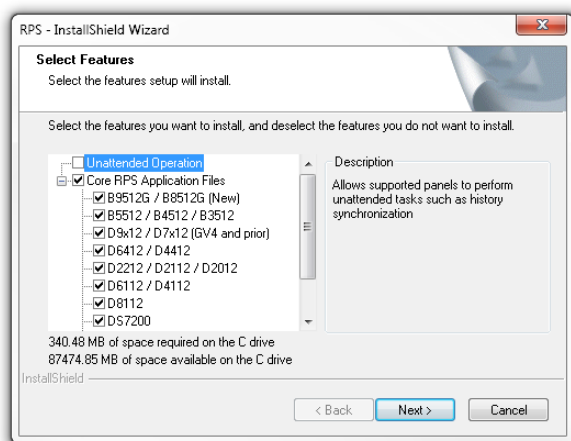 RPS - InstallShield Wizard
Select Features
Select the features setup will install.
Select the features you want to install, and deselect the features you do not want to install.
Unattended Operation
Core RPS Application Files
B9512G / B8512G (New)
B5512 / B4512 / B3512
D9x12 / D7x12 (GV4 and prior)
D6412 / D4412
D2212 / D2112 / D2012
D6112 / D4112
D8112
DS7200
Description
Allows supported panels to perform
unattended tasks such as history
synchronization
340.48 MB of space required on the C drive
87474.85 MB of space available on the C drive
InstallShield
< Back
Next >
Cancel